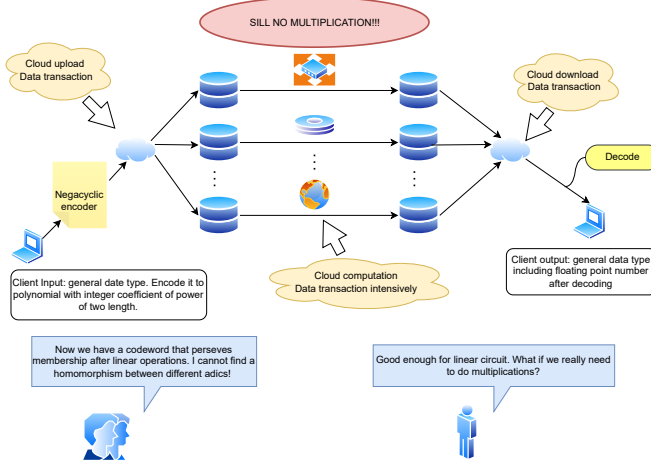 SILL NO MULTIPLICATION!!!
Cloud upload
Data transaction
Cloud download
Data transaction
Decode
Negacyclic
encoder
Client Input: general date type. Encode it to
polynomial with integer coefficient of power
of two length.
Cloud computation
Data transaction intensively
Client output: general data type
including floating point number
after decoding
Now we have a codeword that perseves
membership after linear operations. I cannot find a
homomorphism between different adics!
Good enough for linear circuit. What if we really need
to do multiplications?